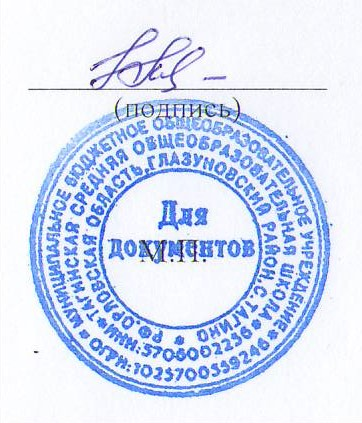 (подпись)
МУНИЦИПАЛЬНОЕ БЮДЖЕТНОЕ ОБЩЕОБРАЗОВАТЕЛЬНОЕ УЧРЕЖДЕНИЕ
ТАГИНСКАЯ СРЕДНЯЯ ОБЩЕОБРАЗОВАТЕЛЬНАЯ ШКОЛА
РФ, ОРЛОВСКАЯ ОБЛАСТЬ, ГЛАЗУНОВСКИЙ РАЙОН, С. ТАГИНО
Для
документов
М.П.
ИНН: 5706002256
ОГРН: 1025700559246